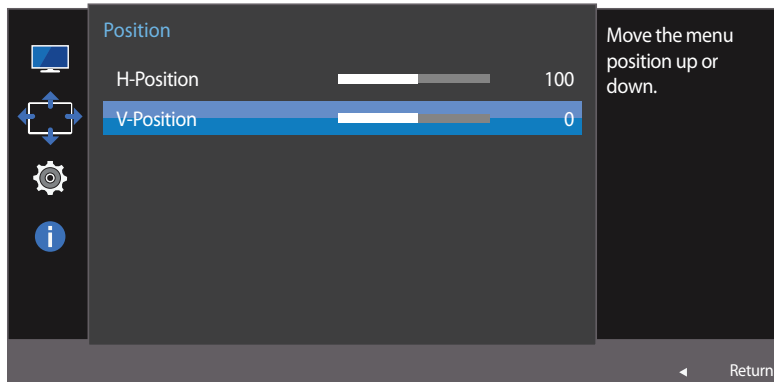 Position
H-Position 100
V-Position 0
Move the menu
position up or
down.
i
Return